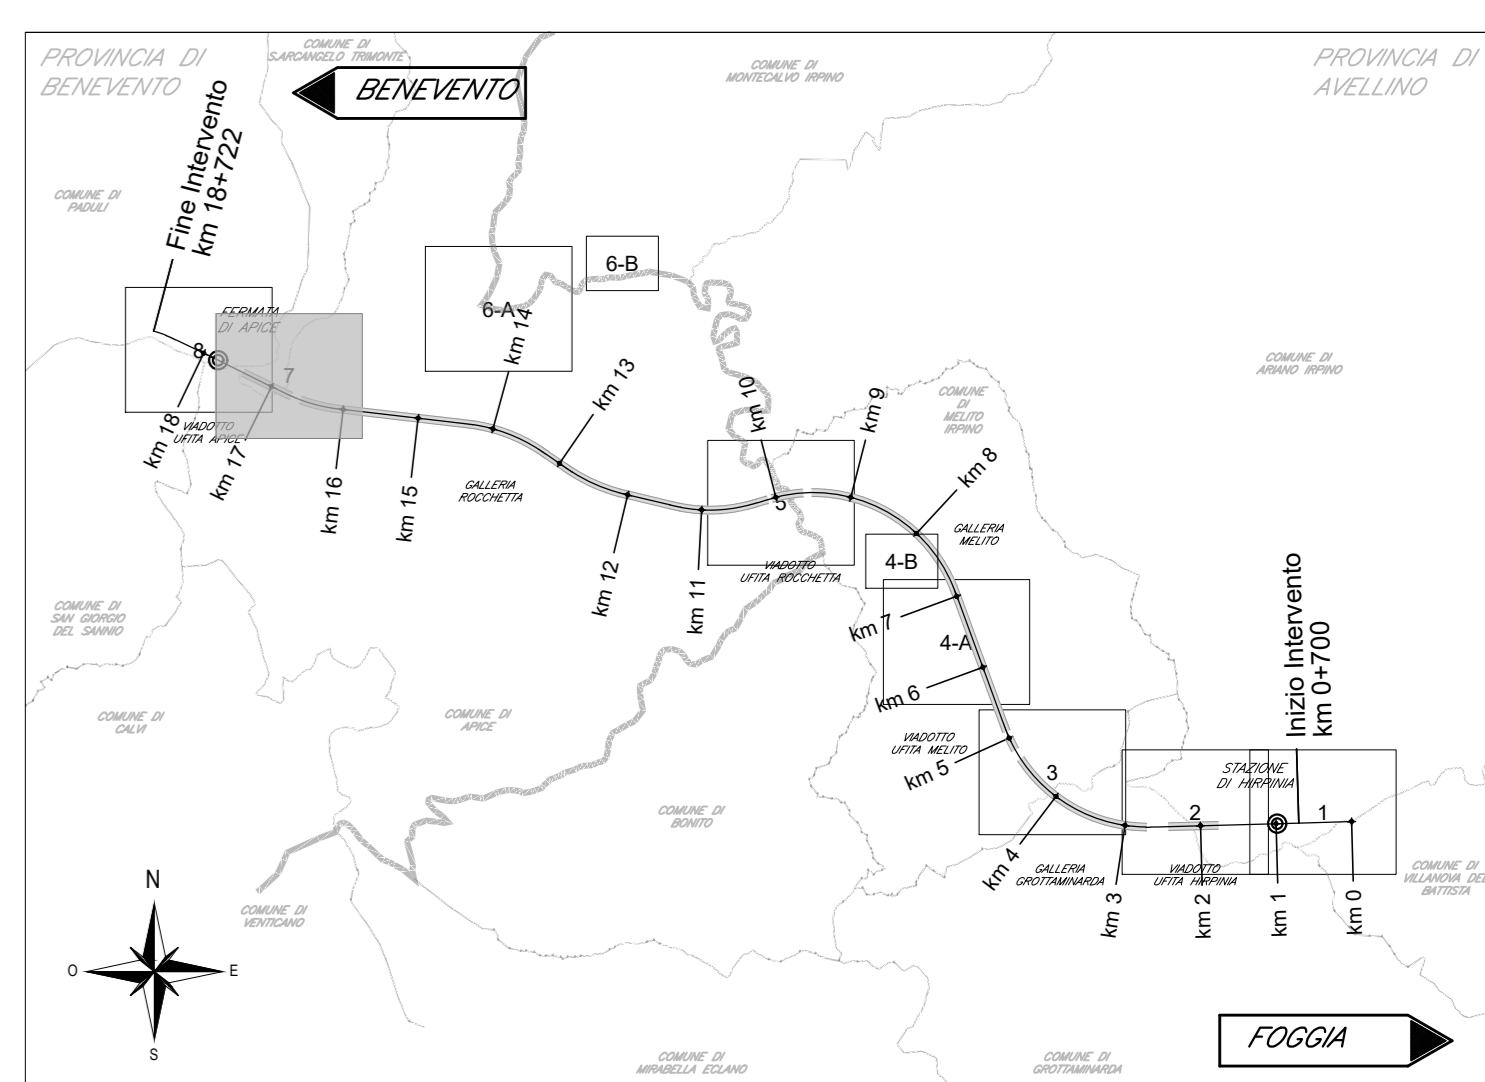 PROVINCIA DI
BENEVENTO
COMUNE DI
S.ARCANGELO TRIMONTE
BENEVENTO
COMUNE DI
MONTECALVO IRPINO
PROVINCIA DI
AVELLINO
Fine Intervento
km 18+722
COMUNE DI
PADULI
6-B
6-A
FERMATA
DI APICE
8
7
VIADOTTO
UFITA APICE
km 18
km 17
km 16
km 15
km 14
km 13
km 12
km 11
km 10
km 9
km 8
GALLERIA
ROCCHETTA
5
VIADOTTO
UFITA ROCCHETTA
COMUNE
DI
MELITO
IRPINO
COMUNE DI
ARIANO IRPINO
GALLERIA
MELITO
4-B
km 7
4-A
km 6
COMUNE DI
SAN GIORGIO
DEL SANNIO
COMUNE DI
CALVI
COMUNE DI
APICE
VIADOTTO
UFITA MELITO
km 5
3
km 4
Inizio Intervento
km 0+700
STAZIONE
DI HIRPINIA
2
1
GALLERIA
GROTTAMINARDA
VIADOTTO
UFITA HIRPINIA
km 3
km 2
km 1
km 0
COMUNE DI
BONITO
COMUNE DI
VILLANOVA DEL
BATTISTA
COMUNE DI
VENTICANO
N
O
E
S
COMUNE DI
MIRABELLA ECLANO
COMUNE DI
GROTTAMINARDA
FOGGIA